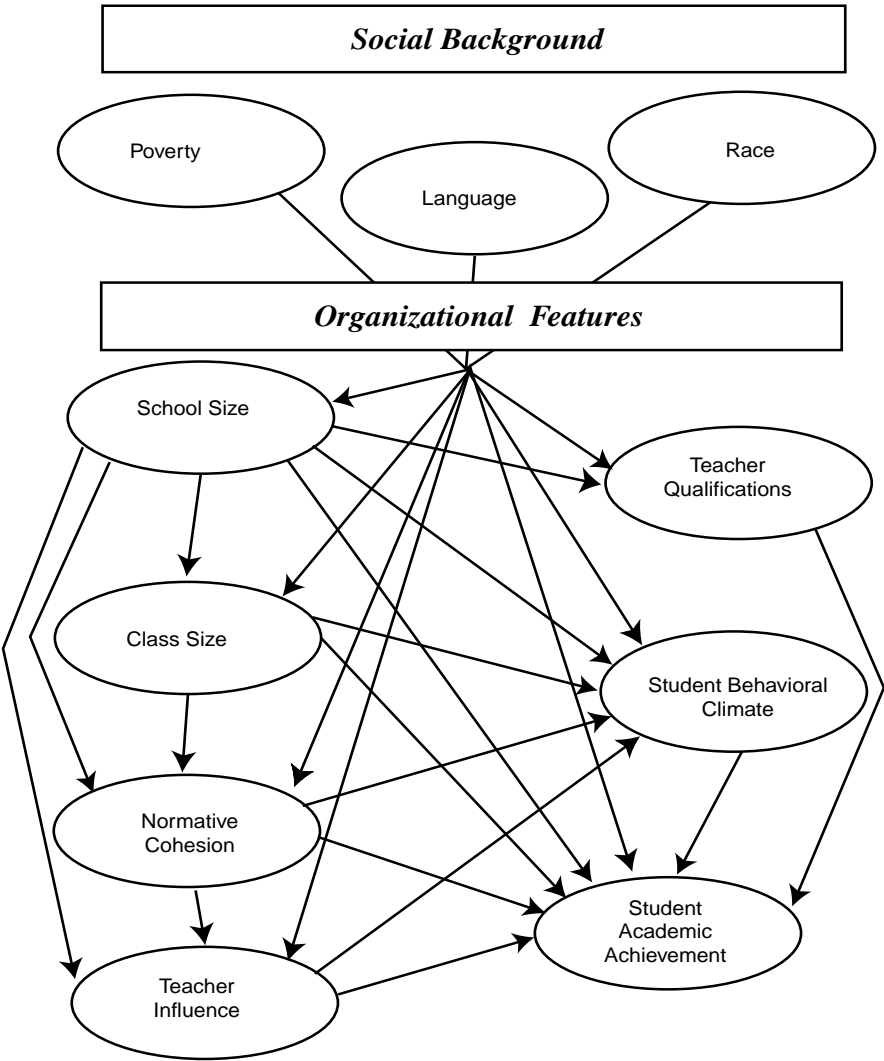 Social Background
Poverty
Language
Race
Organizational Features
School Size
Teacher
Qualifications
Class Size
Student Behavioral
Climate
Normative
Cohesion
Student
Academic
Achievement
Teacher
Influence